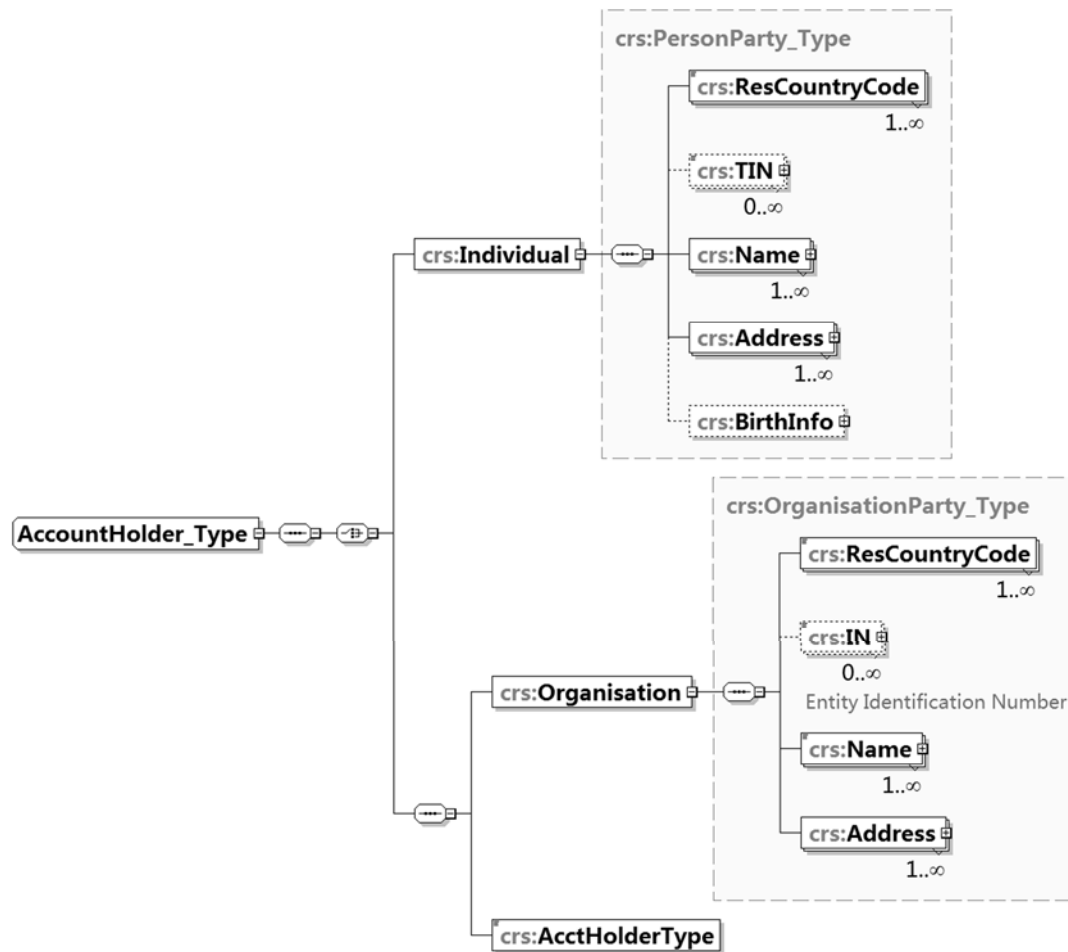 crs:PersonParty_Type
crs:ResCountryCode
1..∞
crs:TIN
0..∞
crs:Individual
crs:Name
1..∞
crs:Address
1..∞
crs:BirthInfo
AccountHolder_Type
crs:OrganisationParty_Type
crs:ResCountryCode
1..∞
crs:IN
0..∞
Entity Identification Number
crs:Organisation
crs:Name
1..∞
crs:Address
1..∞
crs:AcctHolderType